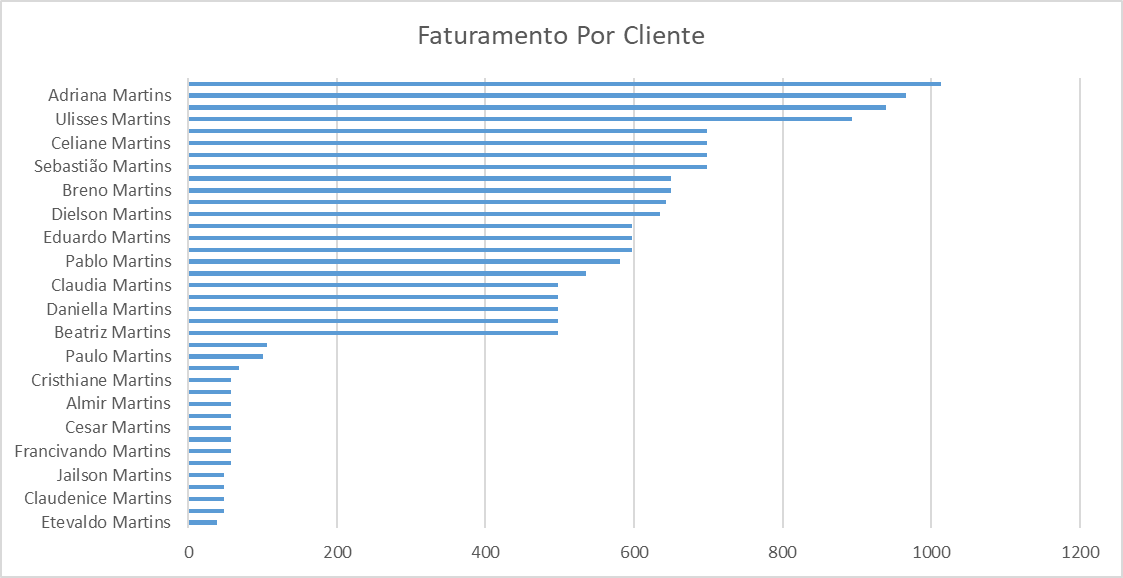 Faturamento Por Cliente
Adriana Martins
Ulisses Martins
Celiane Martins
Sebastião Martins
Breno Martins
Dielson Martins
Eduardo Martins
Pablo Martins
Claudia Martins
Daniella Martins
Beatriz Martins
Paulo Martins
Cristhiane Martins
Almir Martins
Cesar Martins
Francivando Martins
Jailson Martins
Claudenice Martins
Etevaldo Martins
0 200 400 600 800 1000 1200